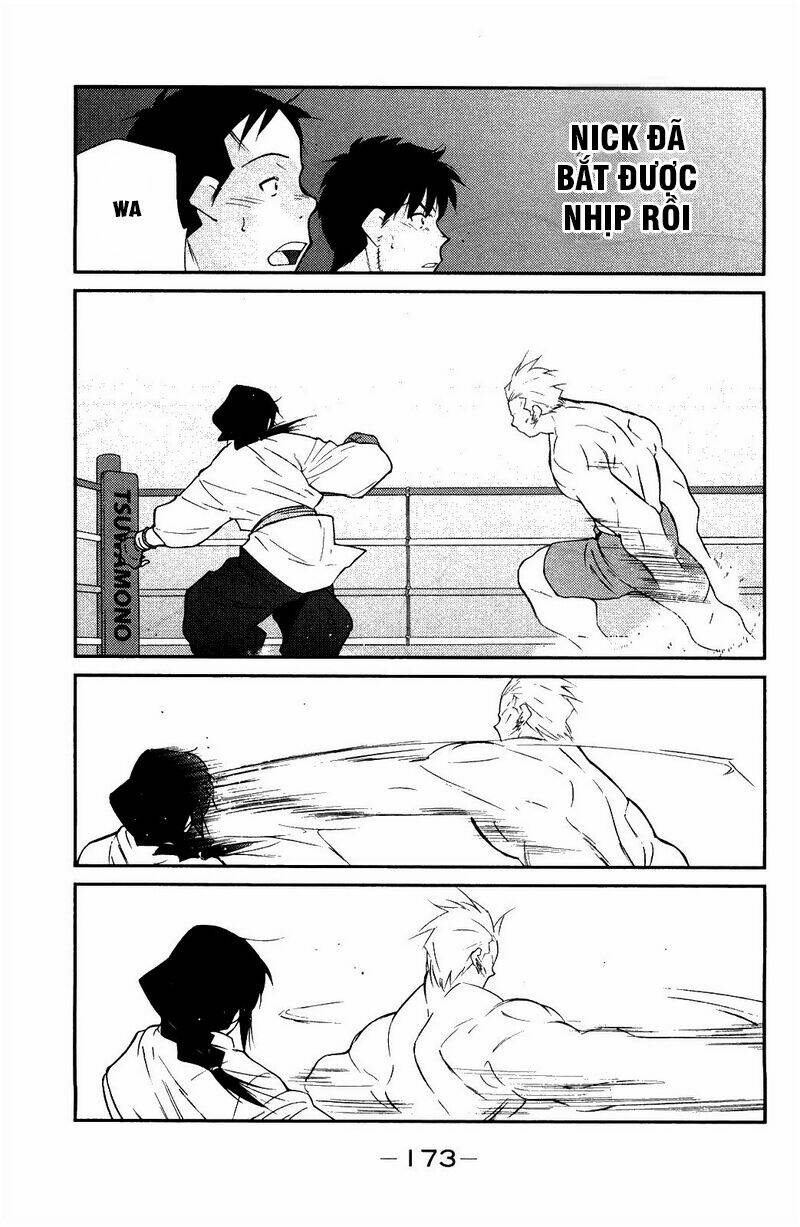 NICK ĐÃ
BẮT ĐƯỢC
NHỊP RỒI
WA
TSUWAMONO
-173-